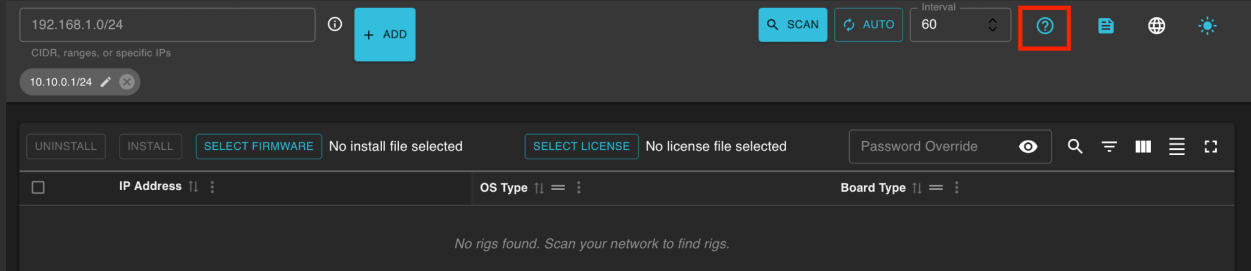 192.168.1.0/24
+ ADD
SCAN
AUTO
Interval
60
CIDR, ranges, or specific IPs
10.10.0.1/24
UNINSTALL
INSTALL
SELECT FIRMWARE
No install file selected
SELECT LICENSE
No license file selected
Password Override
IP Address
OS Type
Board Type
No rigs found. Scan your network to find rigs.